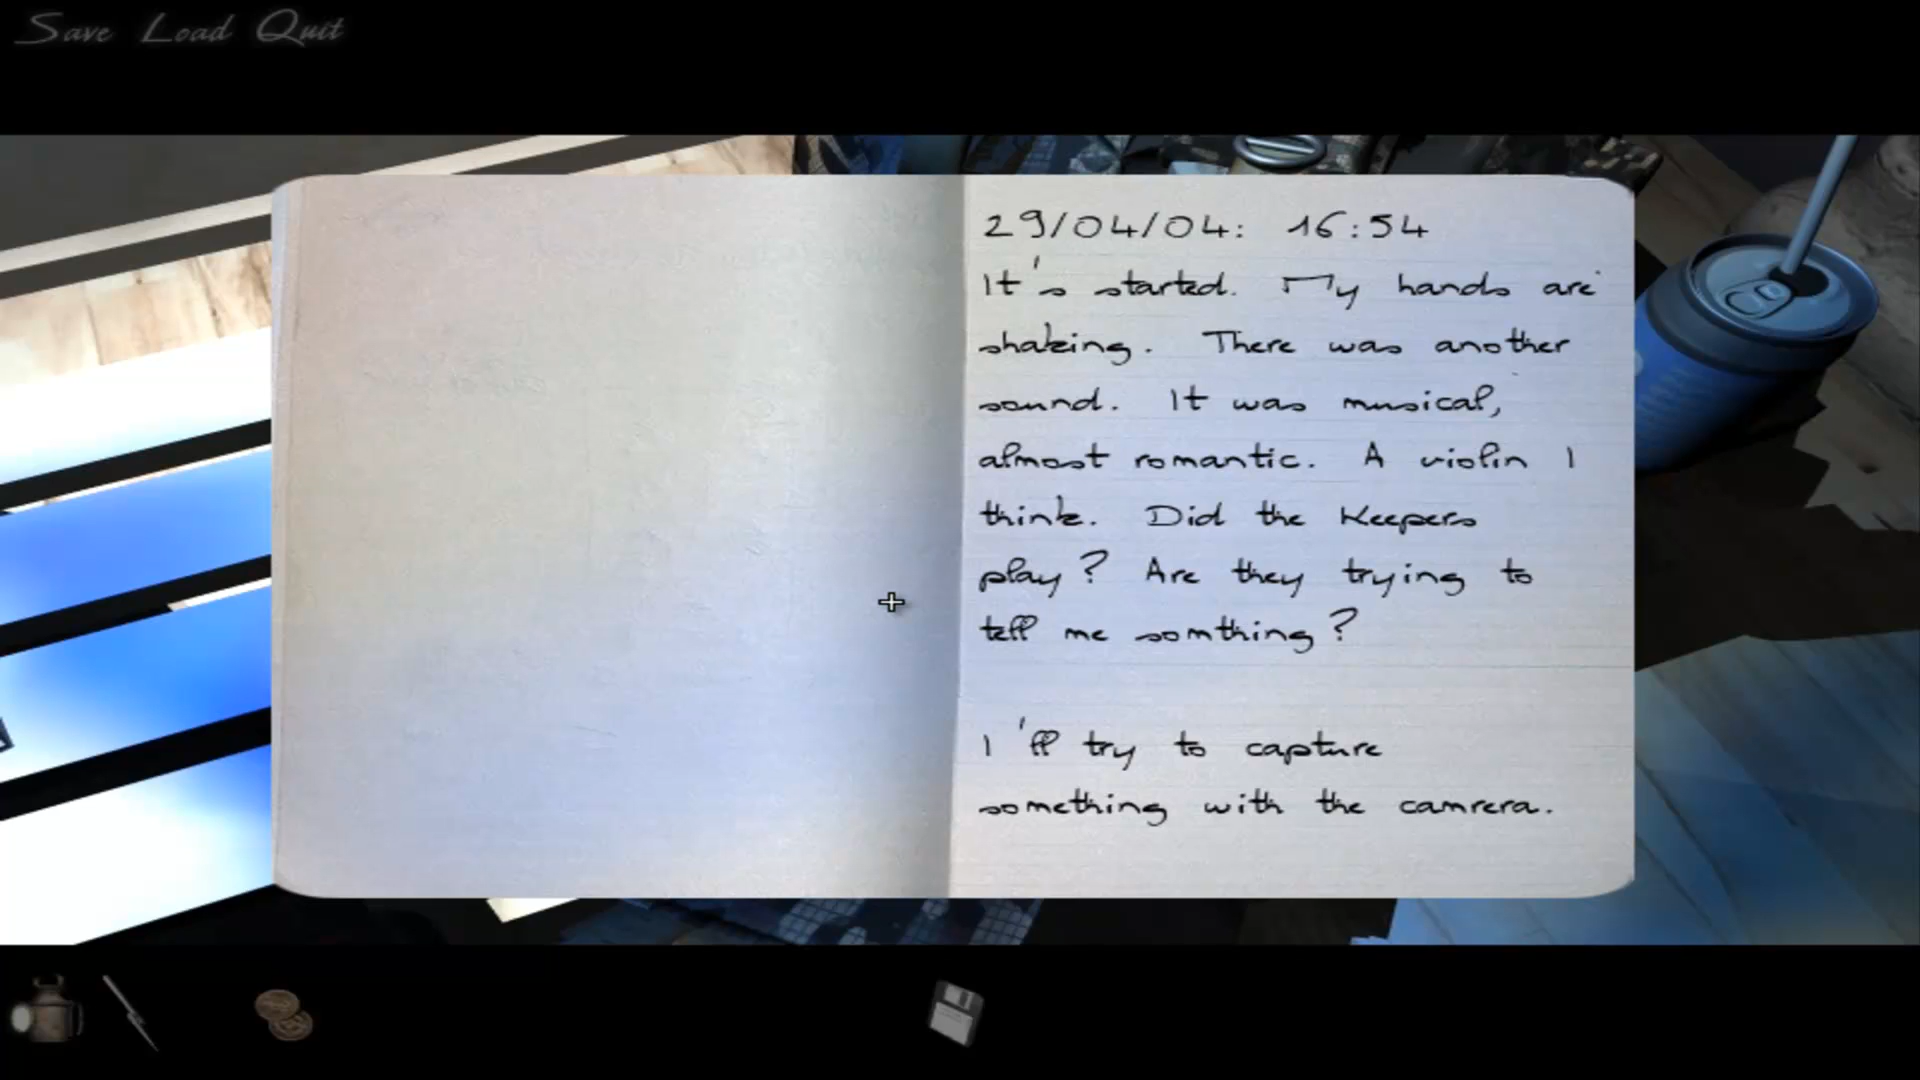 Save Load Quit
29/04/04: 16:54
It's started. My hands are
shaking. There was another
sound. It was musical,
almost romantic. A violin I
think. Did the Keepers
play? Are they trying to
tell me somthing?
I'll try to capture
something with the camrera.